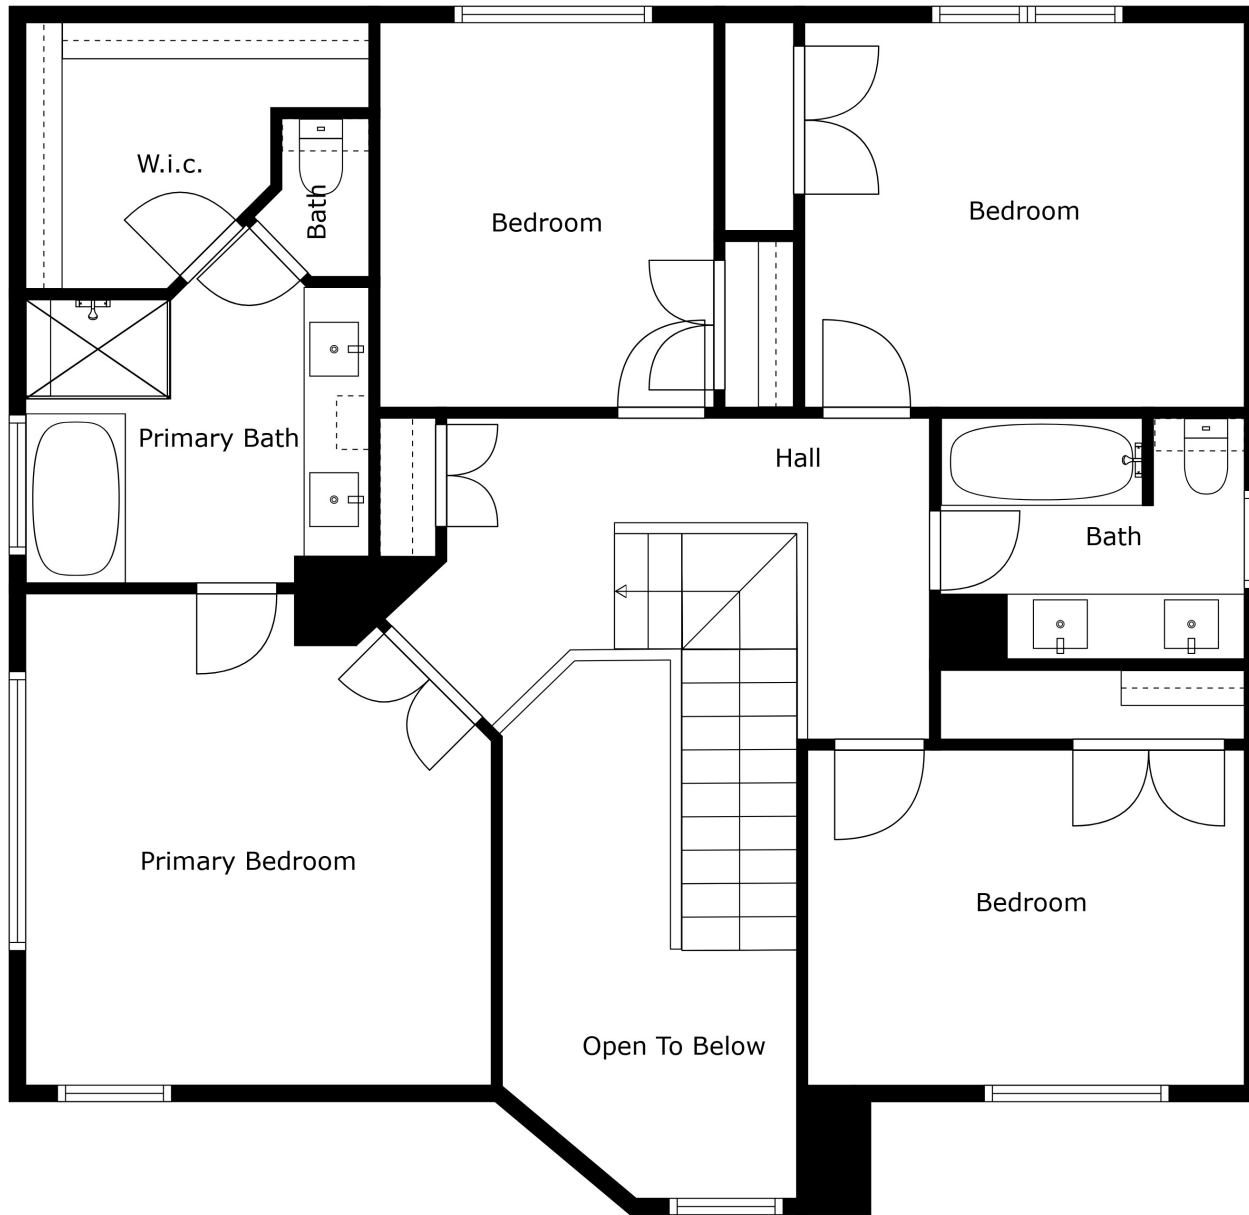 W.i.c.
Bath
Bedroom
Bedroom
Primary Bath
Hall
Bath
Primary Bedroom
Bedroom
Open To Below